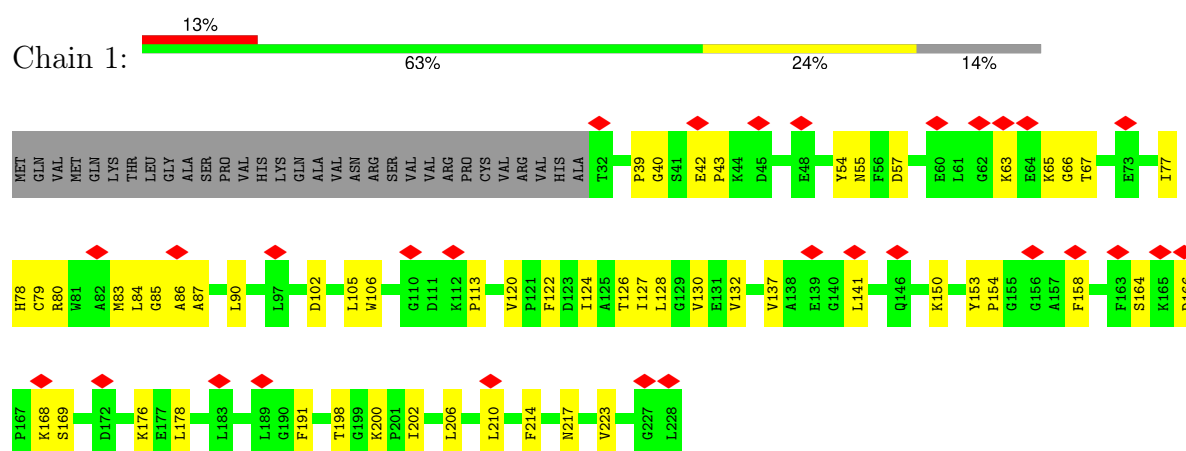 13%
Chain 1:
63% 24% 14%
MET GLN VAL MET GLN LYS THR LEU GLY ALA SER PRO VAL HIS LYS GLN ALA VAL ASN ARG SER VAL VAL ARG PRO CYS VAL ARG VAL HIS ALA T32 P39 G40 S41 E42 P43 K44 D45 E48 Y54 N55 F56 D57 E60 L61 G62 K63 E64 K65 G66 T67 E73 I77
H78 C79 R80 W81 A82 M83 L84 G85 A86 A87 L90 L97 D102 L105 W106 G110 D111 K112 P113 V120 P121 F122 D123 I124 A125 T126 I127 L128 G129 V130 E131 V132 V137 A138 E139 G140 L141 Q146 K150 Y153 P154 G155 G156 A157 F158 F163 S164 K165
P167 K168 S169 D172 K176 E177 L178 L183 L189 G190 F191 T198 G199 K200 P201 I202 L206 L210 F214 N217 V223 G227 L228